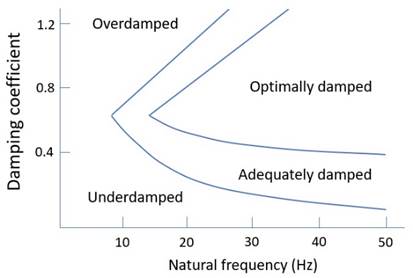 Damping coefficient
1.2
0.8
0.4
Overdamped
Optimally damped
Adequately damped
Underdamped
10 20 30 40 50
Natural frequency (Hz)